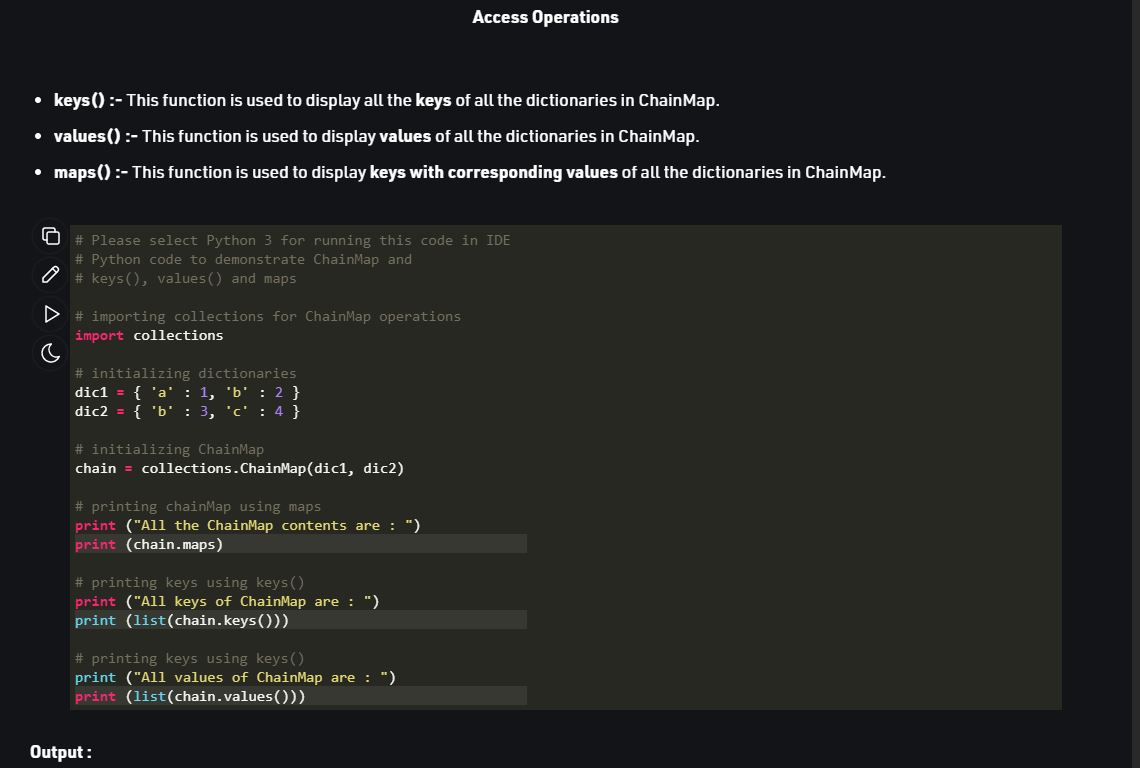 Access Operations
• keys() :- This function is used to display all the keys of all the dictionaries in ChainMap.
• values() :- This function is used to display values of all the dictionaries in ChainMap.
• maps() :- This function is used to display keys with corresponding values of all the dictionaries in ChainMap.
# Please select Python 3 for running this code in IDE
# Python code to demonstrate ChainMap and
# keys(), values() and maps
# importing collections for ChainMap operations
import collections
# initializing dictionaries
dic1 = { 'a' : 1, 'b' : 2 }
dic2 = { 'b' : 3, 'c' : 4 }
# initializing ChainMap
chain = collections.ChainMap(dic1, dic2)
# printing chainMap using maps
print ("All the ChainMap contents are : ")
print (chain.maps)
# printing keys using keys()
print ("All keys of ChainMap are : ")
print (list(chain.keys()))
# printing keys using keys()
print ("All values of ChainMap are : ")
print (list(chain.values()))
Output :